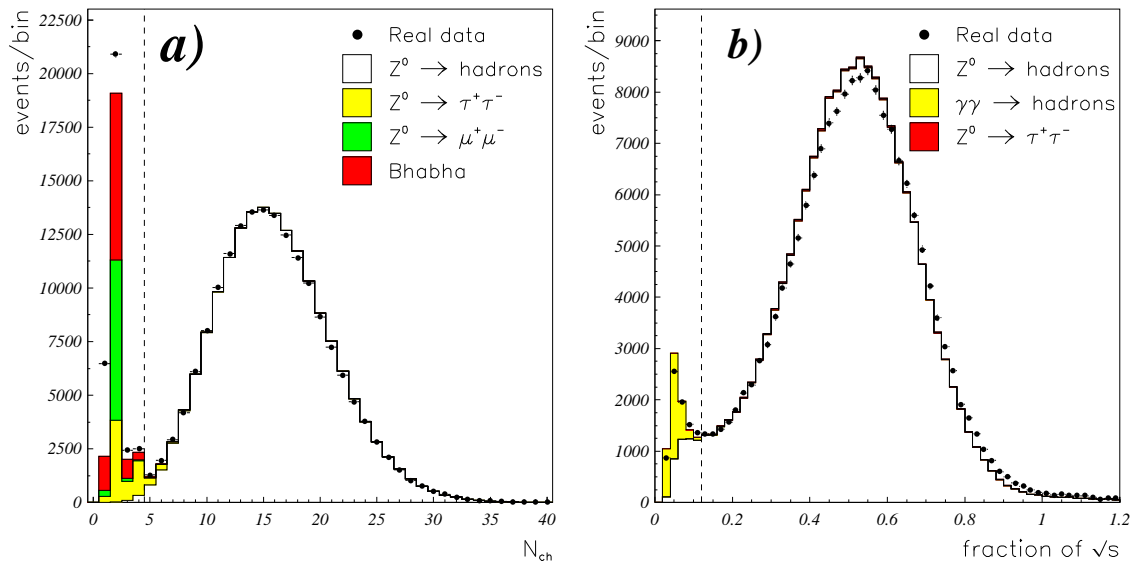 a)
events/bin
22500
20000
17500
15000
12500
10000
7500
5000
2500
0
Real data
Z⁰ → hadrons
Z⁰ → τ⁺τ⁻
Z⁰ → μ⁺μ⁻
Bhabha
0 5 10 15 20 25 30 35 40
N_ch
b)
events/bin
9000
8000
7000
6000
5000
4000
3000
2000
1000
0
Real data
Z⁰ → hadrons
γγ → hadrons
Z⁰ → τ⁺τ⁻
0 0.2 0.4 0.6 0.8 1 1.2
fraction of √s